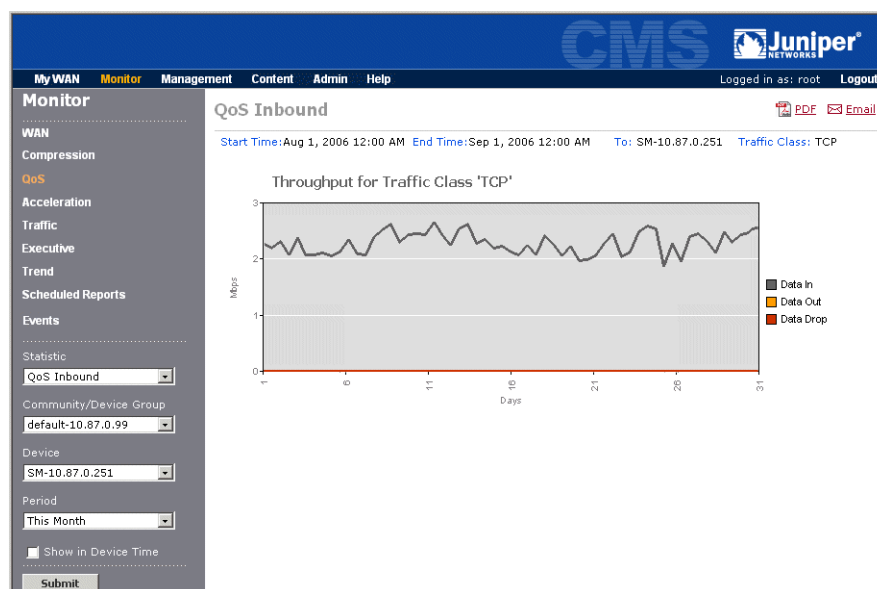 CMS
Juniper®
NETWORKS
My WAN Monitor Management Content Admin Help Logged in as: root Logout
Monitor
WAN
Compression
QoS
Acceleration
Traffic
Executive
Trend
Scheduled Reports
Events
Statistic
QoS Inbound
Community/Device Group
default-10.87.0.99
Device
SM-10.87.0.251
Period
This Month
Show in Device Time
Submit
QoS Inbound
PDF Email
Start Time:Aug 1, 2006 12:00 AM End Time:Sep 1, 2006 12:00 AM To: SM-10.87.0.251 Traffic Class: TCP
Throughput for Traffic Class 'TCP'
3
2
1
0
Mbps
1 6 11 16 21 26 31
Days
Data In
Data Out
Data Drop